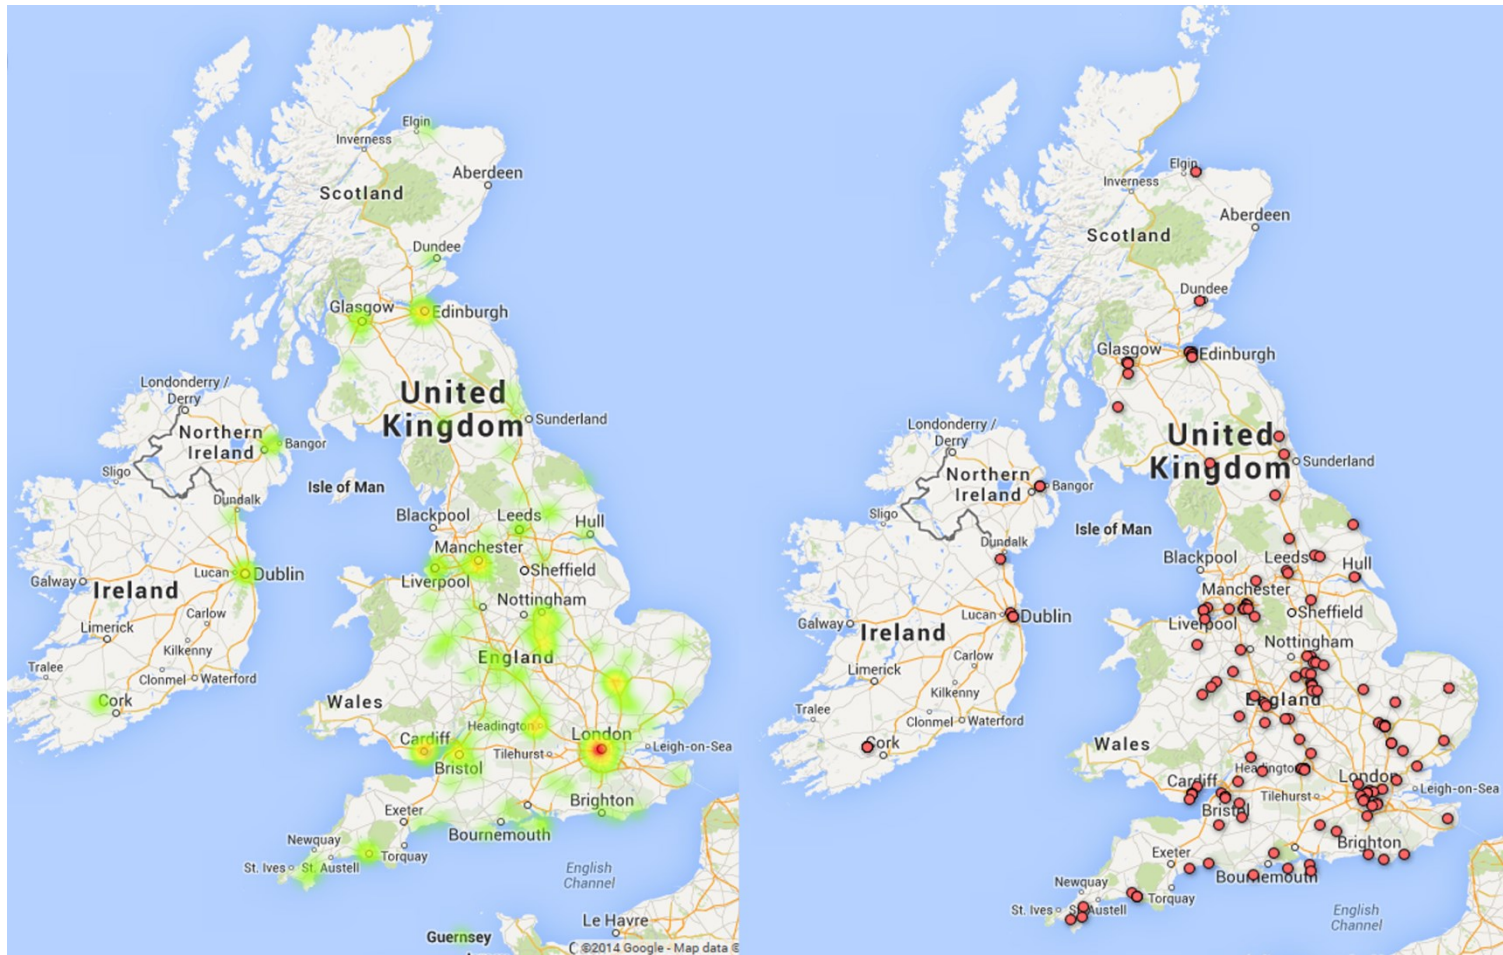 Elgin
Inverness
Aberdeen
Scotland
Dundee
Glasgow
Edinburgh
Londonderry /
Derry
United
Kingdom
Sunderland
Northern
Ireland
Bangor
Sligo
Isle of Man
Dundalk
Blackpool
Leeds
Hull
Manchester
Galway
Lucan
Dublin
Liverpool
Sheffield
Ireland
Nottingham
Carlow
Limerick
Kilkenny
England
Tralee
Clonmel
Waterford
Cork
Wales
Headington
London
Cardiff
Tilehurst
Leigh-on-Sea
Bristol
Exeter
Brighton
Bournemouth
Newquay
Torquay
St. Ives
St. Austell
English
Channel
Le Havre
Guernsey
©2014 Google - Map data ©
Elgin
Inverness
Aberdeen
Scotland
Dundee
Glasgow
Edinburgh
Londonderry /
Derry
United
Kingdom
Sunderland
Northern
Ireland
Bangor
Sligo
Isle of Man
Dundalk
Blackpool
Leeds
Hull
Manchester
Lucan
Dublin
Sheffield
Galway
Liverpool
Ireland
Nottingham
Carlow
Limerick
Kilkenny
England
Tralee
Clonmel
Waterford
Cork
Wales
Headington
London
Cardiff
Tilehurst
Leigh-on-Sea
Bristol
Brighton
Exeter
Bournemouth
Newquay
Torquay
St. Ives
St. Austell
English
Channel